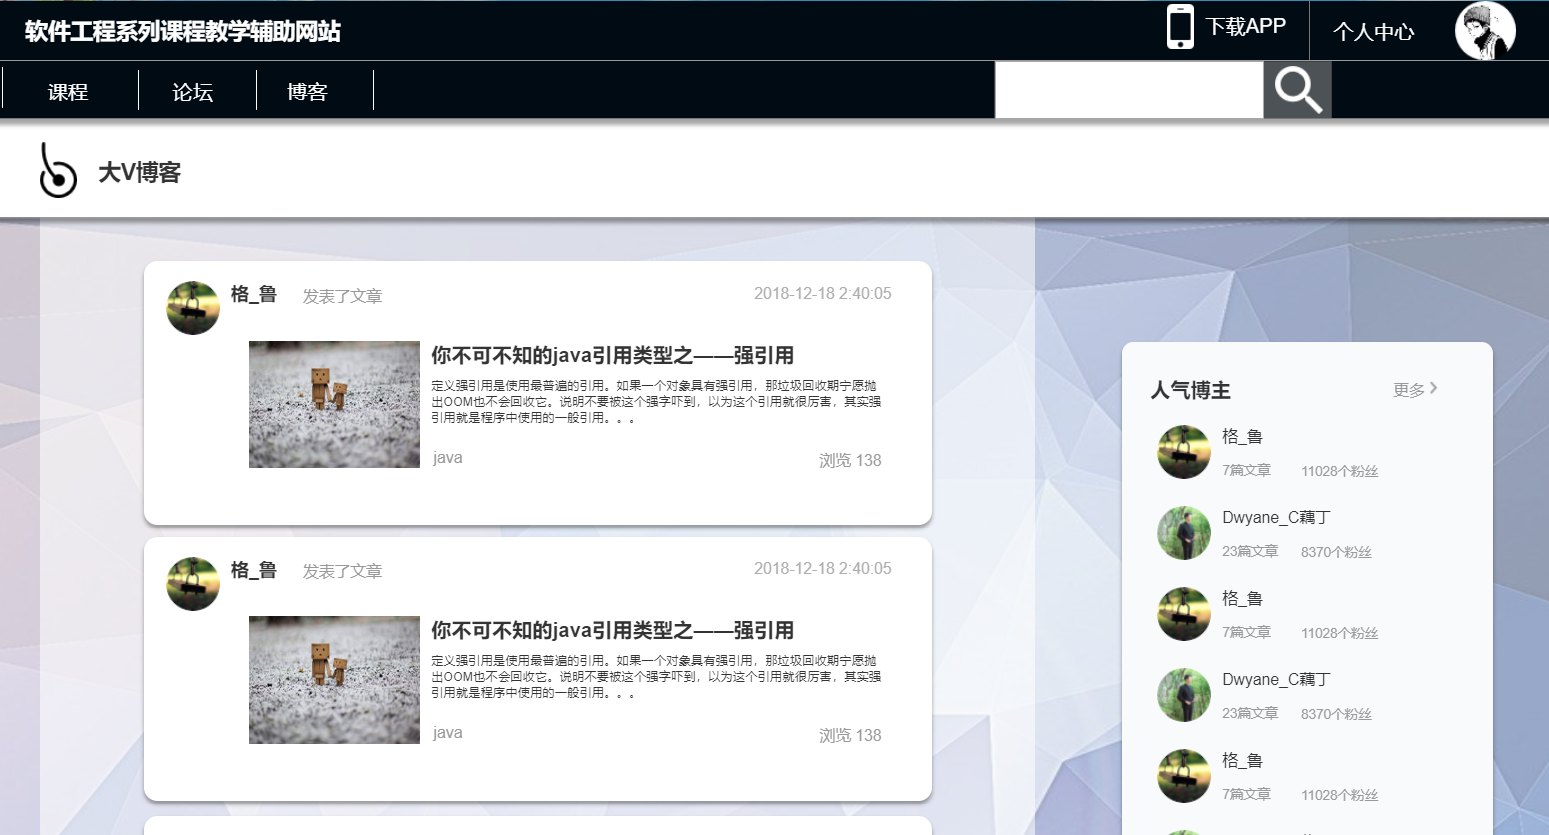 软件工程系列课程教学辅助网站
下载APP
个人中心
课程
论坛
博客
大V博客
格_鲁
发表了文章
2018-12-18 2:40:05
你不可不知的java引用类型之——强引用
定义强引用是使用最普遍的引用。如果一个对象具有强引用，那垃圾回收期宁愿抛
出OOM也不会回收它。说明不要被这个强字吓到，以为这个引用就很厉害，其实强
引用就是程序中使用的一般引用。。。
java
浏览 138
格_鲁
发表了文章
2018-12-18 2:40:05
你不可不知的java引用类型之——强引用
定义强引用是使用最普遍的引用。如果一个对象具有强引用，那垃圾回收期宁愿抛
出OOM也不会回收它。说明不要被这个强字吓到，以为这个引用就很厉害，其实强
引用就是程序中使用的一般引用。。。
java
浏览 138
人气博主
更多
格_鲁
7篇文章
11028个粉丝
Dwyane_C藕丁
23篇文章
8370个粉丝
格_鲁
7篇文章
11028个粉丝
Dwyane_C藕丁
23篇文章
8370个粉丝
格_鲁
7篇文章
11028个粉丝